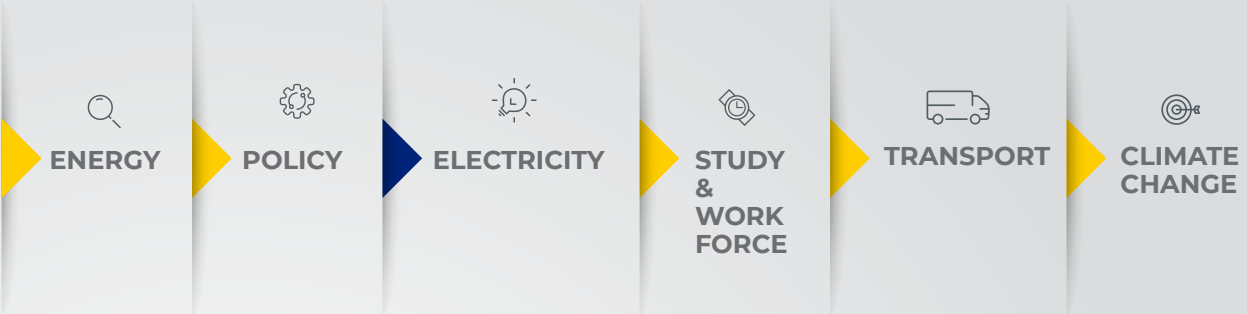 ENERGY
POLICY
ELECTRICITY
STUDY
&
WORK
FORCE
TRANSPORT
CLIMATE
CHANGE